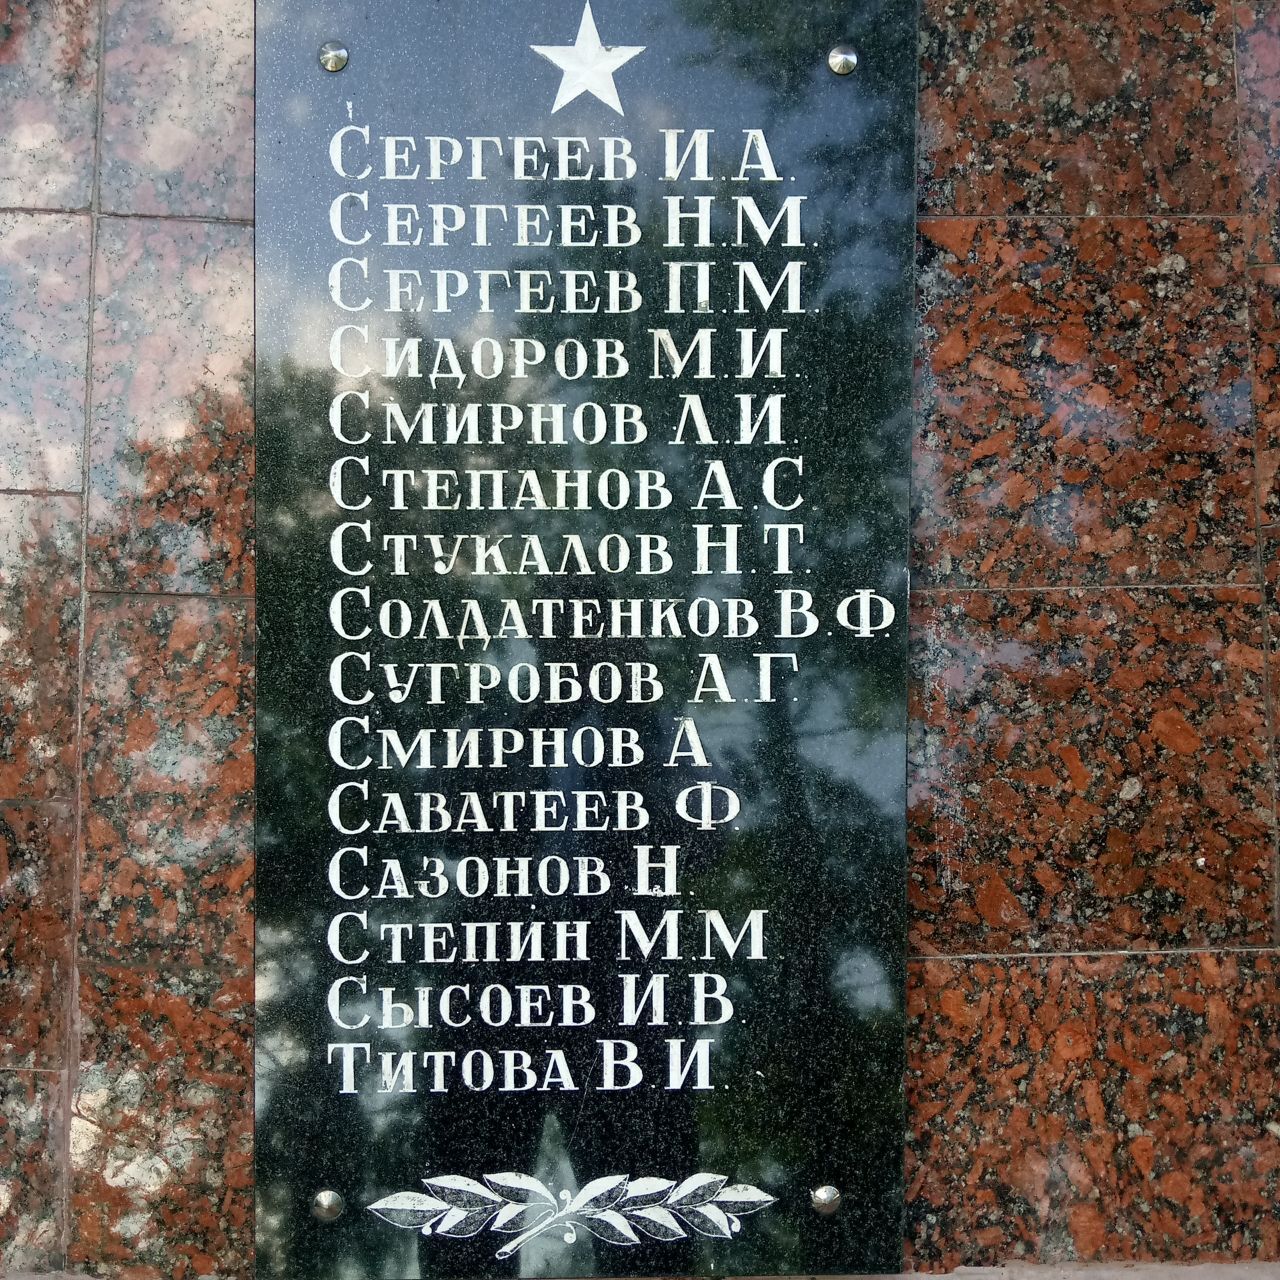 Сергеев И.А.
Сергеев Н.М.
Сергеев П.М.
Сидоров М.И.
Смирнов Л.И.
Степанов А.С.
Стукалов Н.Т.
Солдатенков В.Ф.
Сугробов А.Г.
Смирнов А
Саватеев Ф.
Сазонов Н.
Степин М.М.
Сысоев И.В.
Титова В.И.